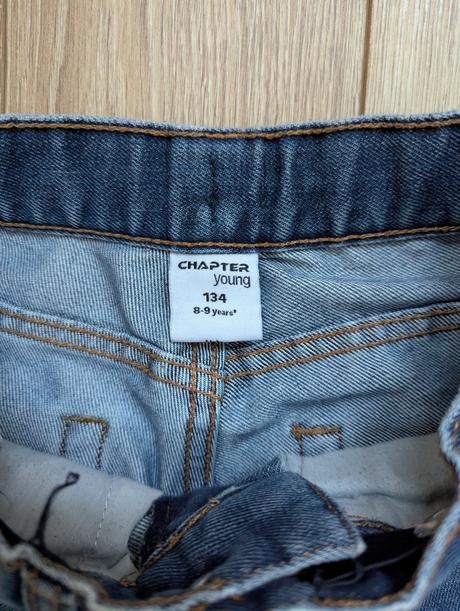 CHAPTER
young
134
8-9 years*